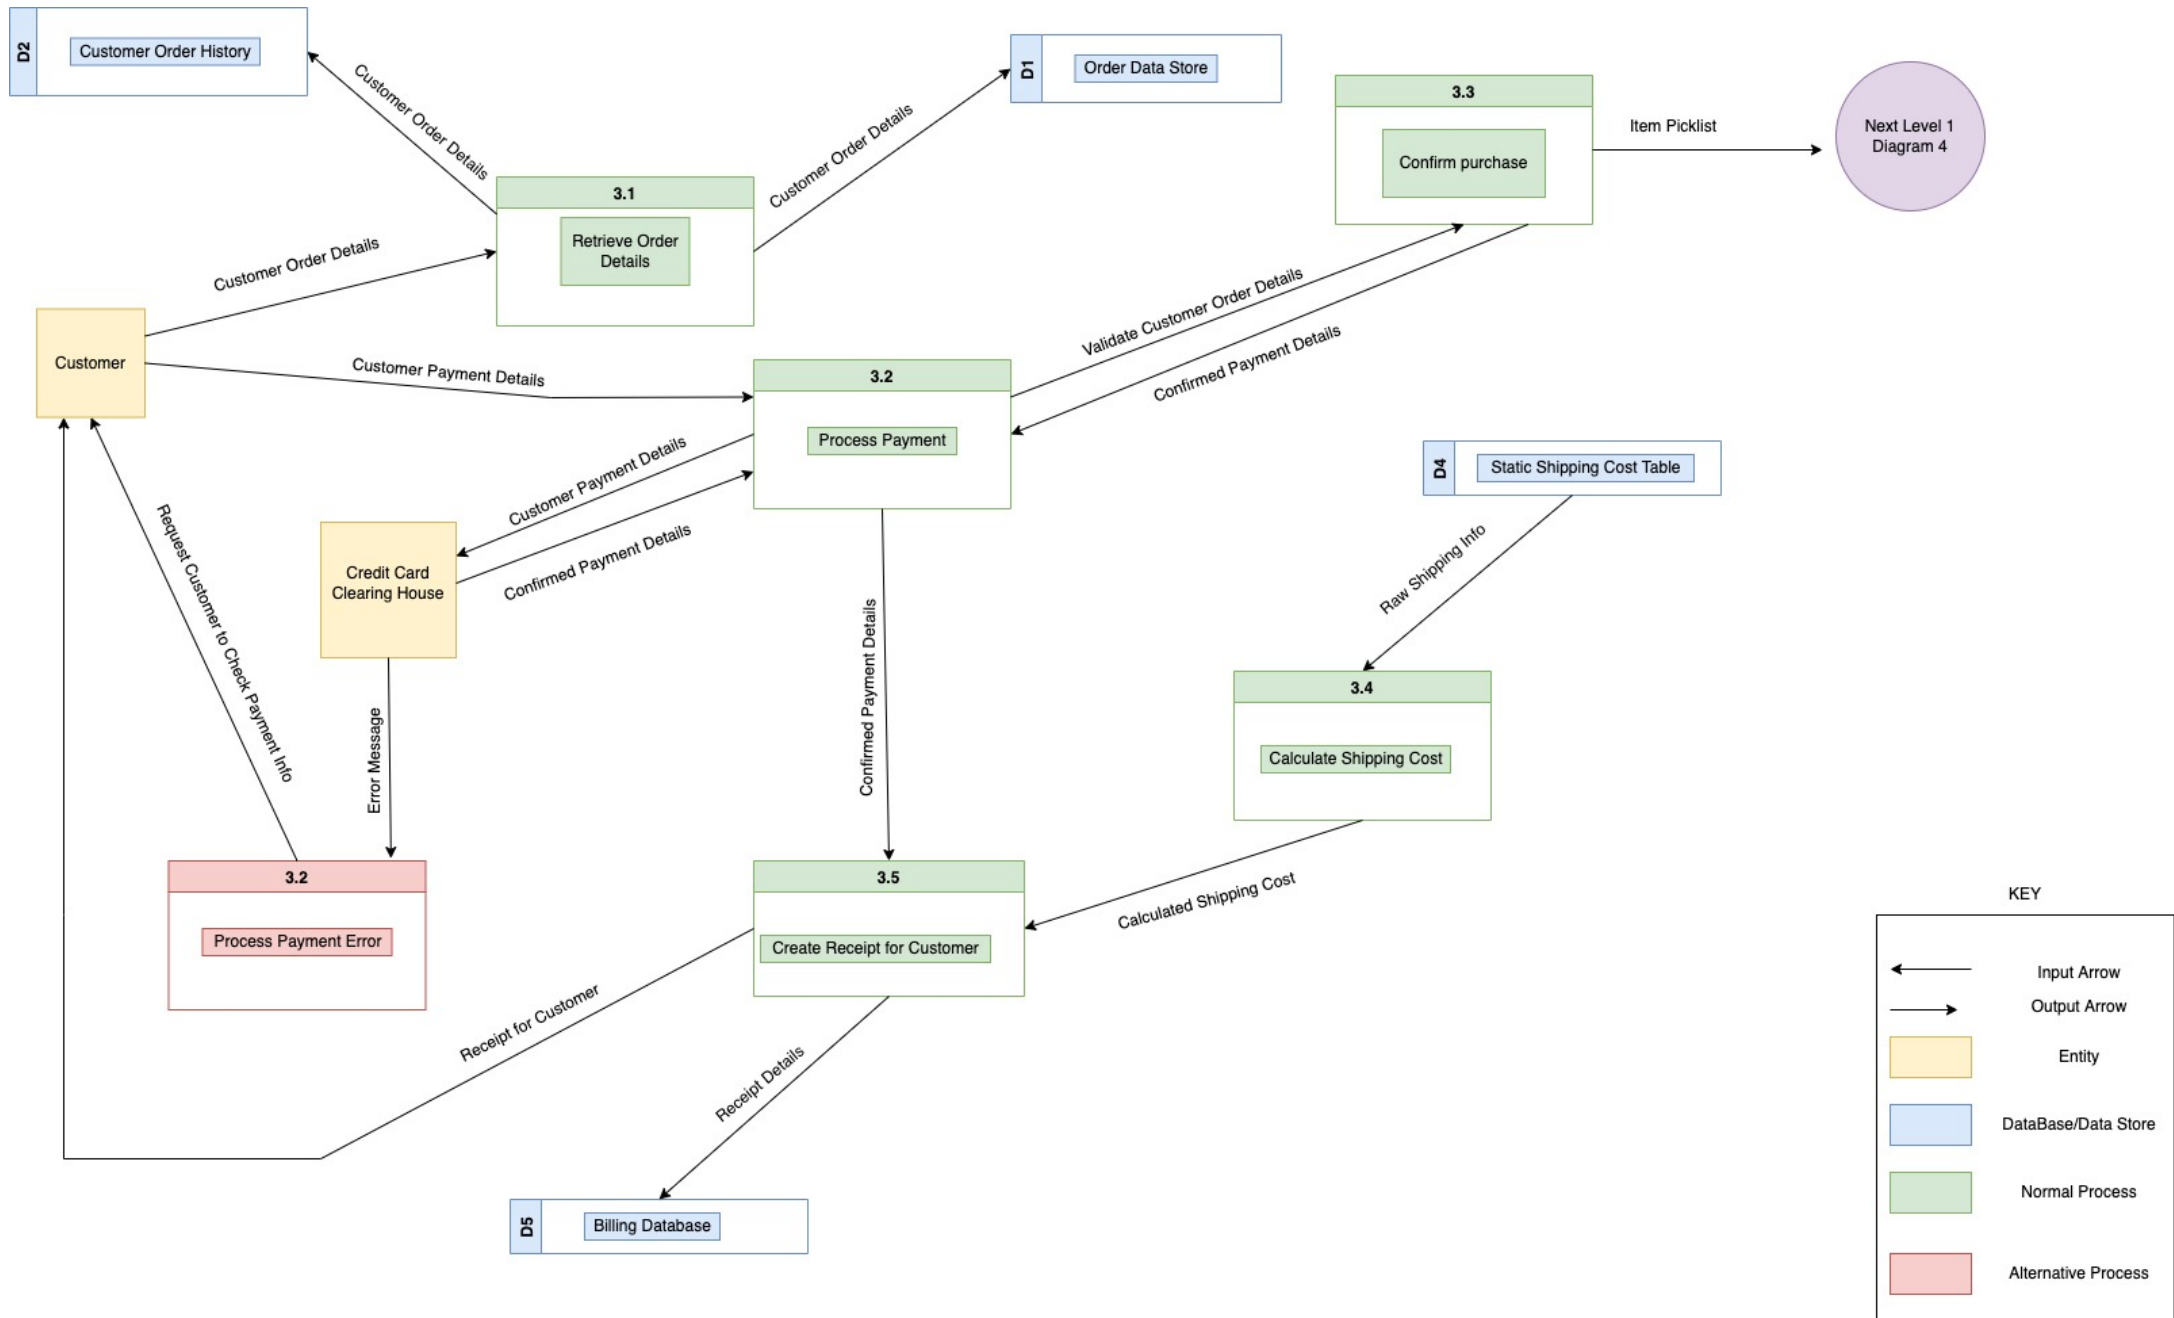 D2
Customer Order History
Customer Order Details
D1
Order Data Store
Customer Order Details
3.3
Confirm purchase
Item Picklist
Next Level 1
Diagram 4
3.1
Retrieve Order
Details
Customer Order Details
Customer
Customer Payment Details
3.2
Process Payment
Validate Customer Order Details
Confirmed Payment Details
D4
Static Shipping Cost Table
Customer Payment Details
Confirmed Payment Details
Credit Card
Clearing House
Request Customer to Check Payment Info
Error Message
Confirmed Payment Details
Raw Shipping Info
3.4
Calculate Shipping Cost
Calculated Shipping Cost
3.2
Process Payment Error
3.5
Create Receipt for Customer
Receipt for Customer
Receipt Details
D5
Billing Database
KEY
Input Arrow
Output Arrow
Entity
DataBase/Data Store
Normal Process
Alternative Process